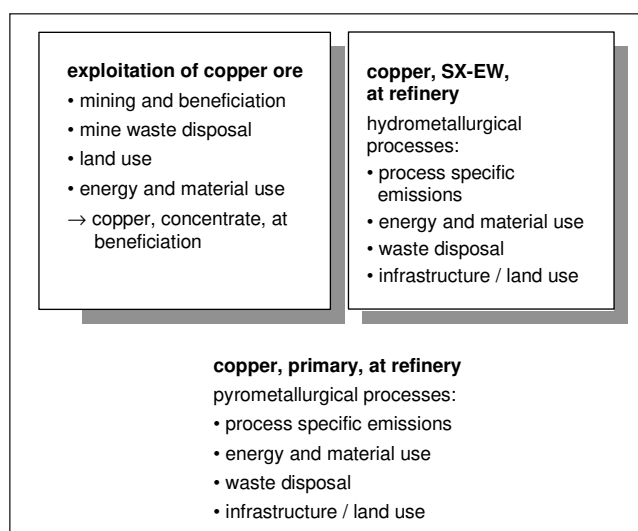 exploitation of copper ore
• mining and beneficiation
• mine waste disposal
• land use
• energy and material use
→ copper, concentrate, at
beneficiation
copper, SX-EW,
at refinery
hydrometallurgical
processes:
• process specific
emissions
• energy and material use
• waste disposal
• infrastructure / land use
copper, primary, at refinery
pyrometallurgical processes:
• process specific emissions
• energy and material use
• waste disposal
• infrastructure / land use